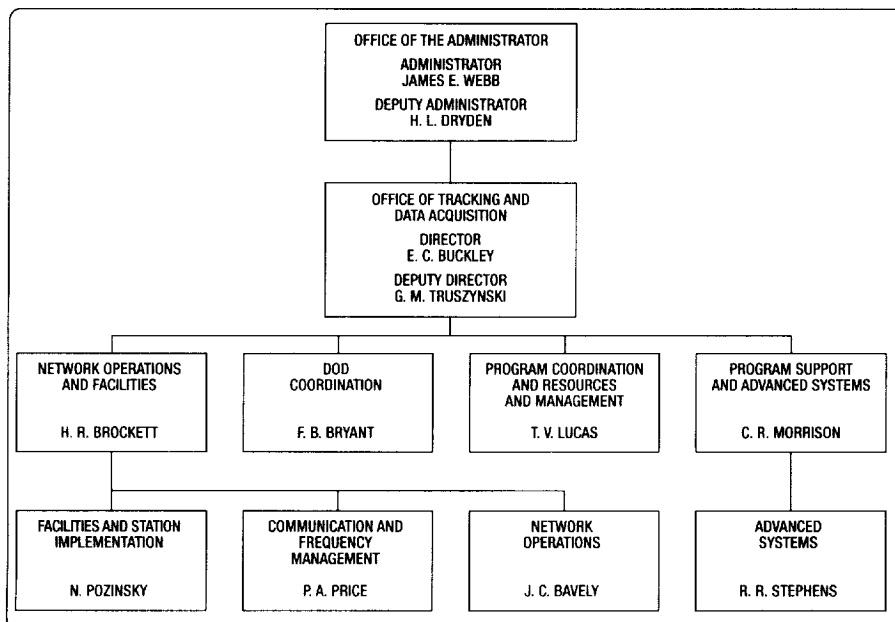 OFFICE OF THE ADMINISTRATOR
ADMINISTRATOR
JAMES E. WEBB
DEPUTY ADMINISTRATOR
H. L. DRYDEN
OFFICE OF TRACKING AND
DATA ACQUISITION
DIRECTOR
E. C. BUCKLEY
DEPUTY DIRECTOR
G. M. TRUSZYNSKI
NETWORK OPERATIONS
AND FACILITIES
H. R. BROCKETT
DOD
COORDINATION
F. B. BRYANT
PROGRAM COORDINATION
AND RESOURCES
AND MANAGEMENT
T. V. LUCAS
PROGRAM SUPPORT
AND ADVANCED SYSTEMS
C. R. MORRISON
FACILITIES AND STATION
IMPLEMENTATION
N. POZINSKY
COMMUNICATION AND
FREQUENCY
MANAGEMENT
P. A. PRICE
NETWORK
OPERATIONS
J. C. BAVELY
ADVANCED
SYSTEMS
R. R. STEPHENS